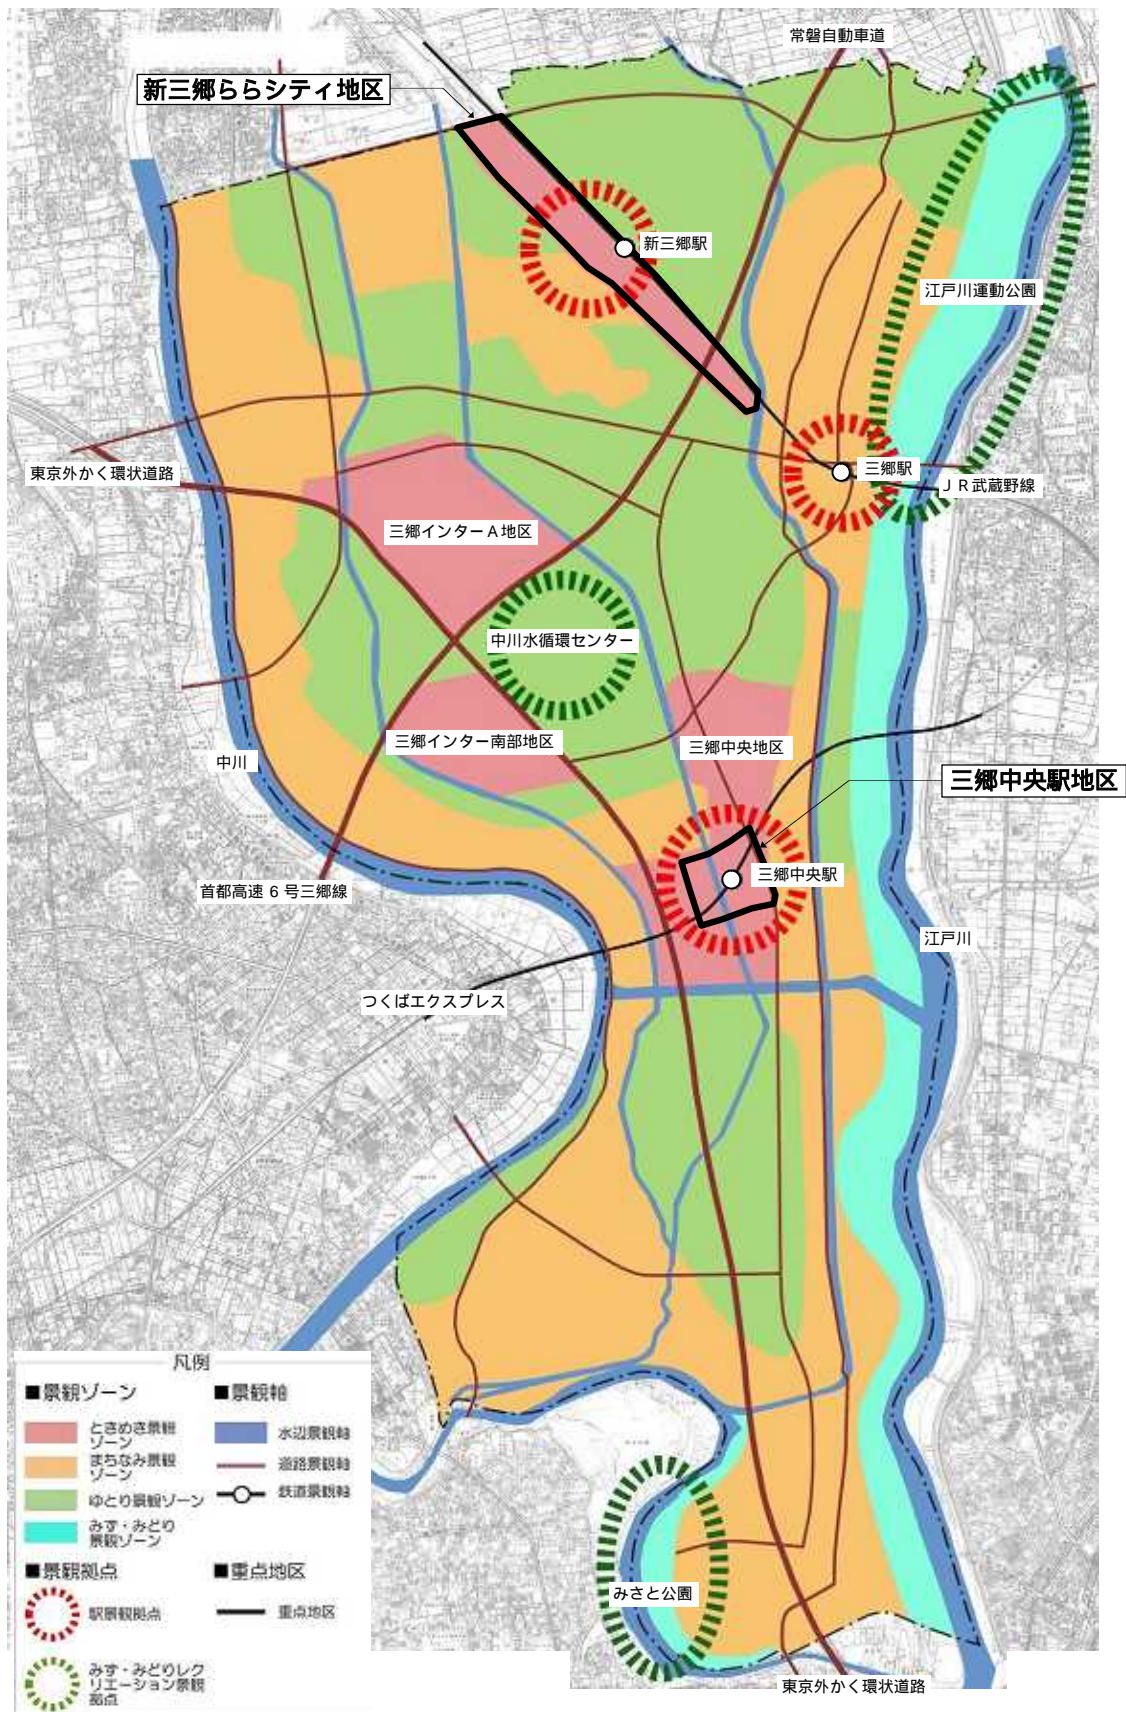 常磐自動車道
新三郷ららシティ地区
新三郷駅
江戸川運動公園
三郷駅
東京外かく環状道路
ＪＲ武蔵野線
三郷インターＡ地区
中川水循環センター
三郷インター南部地区
三郷中央地区
中川
三郷中央駅地区
三郷中央駅
首都高速６号三郷線
江戸川
つくばエクスプレス
凡例
■景観ゾーン
ときめき景観
ゾーン
まちなみ景観
ゾーン
ゆとり景観ゾーン
みず・みどり
景観ゾーン
■景観軸
水辺景観軸
道路景観軸
鉄道景観軸
■景観拠点
駅景観拠点
みず・みどりレク
リエーション景観
拠点
■重点地区
重点地区
みさと公園
東京外かく環状道路